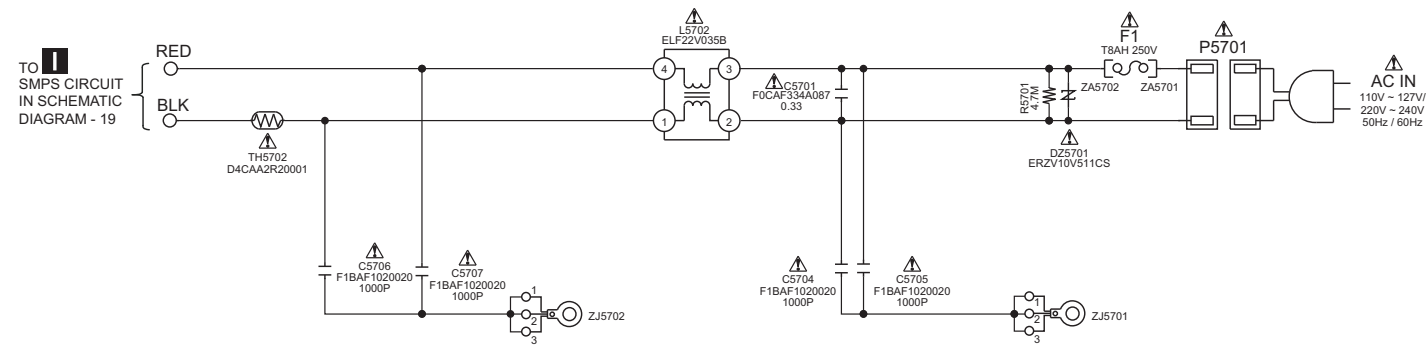 TO I
SMPS CIRCUIT
IN SCHEMATIC
DIAGRAM - 19
RED
BLK
TH5702
D4CAA2R20001
C5706
F1BAF1020020
1000P
C5707
F1BAF1020020
1000P
1
2
3
ZJ5702
L5702
ELF22V035B
4
3
1
2
C5701
F0CAF334A087
0.33
C5704
F1BAF1020020
1000P
C5705
F1BAF1020020
1000P
1
2
3
ZJ5701
R5701
4.7M
DZ5701
ERZV10V511CS
F1
T8AH 250V
ZA5702
ZA5701
P5701
AC IN
110V ~ 127V/
220V ~ 240V
50Hz / 60Hz